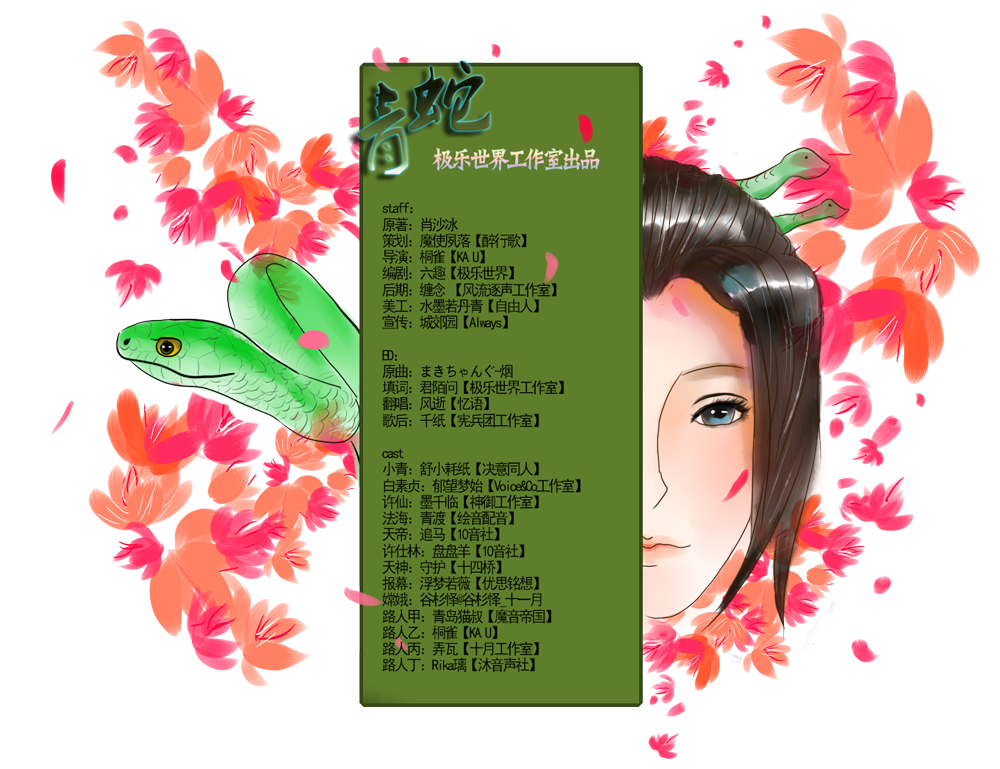 青蛇
极乐世界工作室出品
staff:
原著：肖沙冰
策划：魔使夙落【醉行歌】
导演：桐雀【KA U】
编剧：六趣【极乐世界】
后期：缠念 【风流逐声工作室】
美工：水墨若丹青【自由人】
宣传：城郊园【Always】
ED：
原曲：まきちゃんぐ-烟
填词：君陌问【极乐世界工作室】
翻唱：风逝【忆语】
歌后：千纸【宪兵团工作室】
cast
小青：舒小耗纸【决意同人】
白素贞：郁望梦始【Voice&Co工作室】
许仙：墨千临【神御工作室】
法海：青渡【绘音配音】
天帝：追马【10音社】
许仕林：盘盘羊【10音社】
天神：守护【十四桥】
报幕：浮梦若薇【优思铭想】
嫦娥：谷杉怿@谷杉怿_十一月
路人甲：青岛猫叔【魔音帝国】
路人乙：桐雀【KA U】
路人丙：弄瓦【十月工作室】
路人丁：Rika璃【沐音声社】